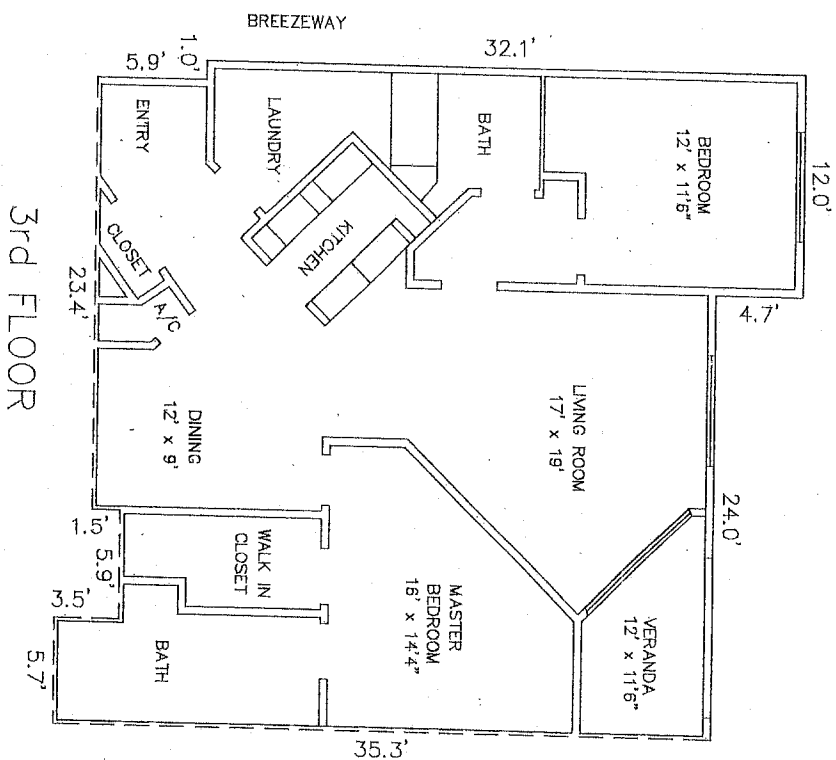 BREEZEWAY
5.9'
1.0'
32.1'
12.0'
ENTRY
LAUNDRY
BATH
BEDROOM
12' x 11'6"
CLOSET
KITCHEN
A/C
23.4'
4.7'
3rd FLOOR
DINING
12' x 9'
LIVING ROOM
17' x 19'
24.0'
1.5'
5.9'
WALK IN
CLOSET
MASTER
BEDROOM
16' x 14'4"
VERANDA
12' x 11'6"
3.5'
BATH
5.7'
35.3'